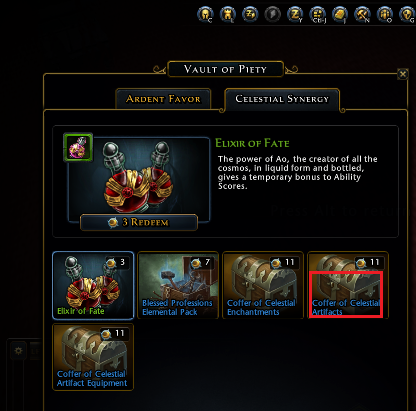 C L Z Y C[]-J J N O G
Vault of Piety
Ardent Favor Celestial Synergy
Elixir of Fate
The power of Ao, the creator of all the
cosmos, in liquid form and bottled,
gives a temporary bonus to Ability
Scores.
3 Redeem
3 7 11 11
Elixir of Fate
Blessed Professions
Elemental Pack
Coffer of Celestial
Enchantments
Coffer of Celestial
Artifacts
11
Coffer of Celestial
Artifact Equipment